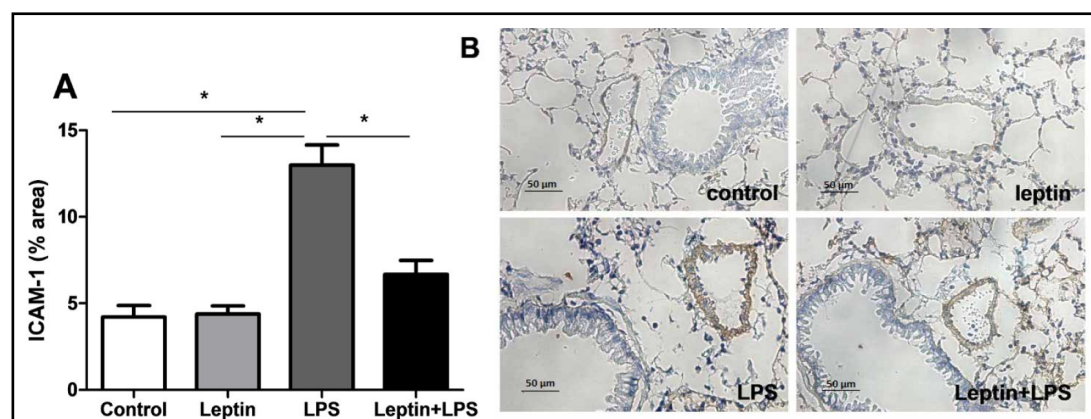 A
*
* *
15
10
5
0
ICAM-1 (% area)
Control Leptin LPS Leptin+LPS
B
50 µm
control
50 µm
leptin
50 µm
LPS
50 µm
Leptin+LPS